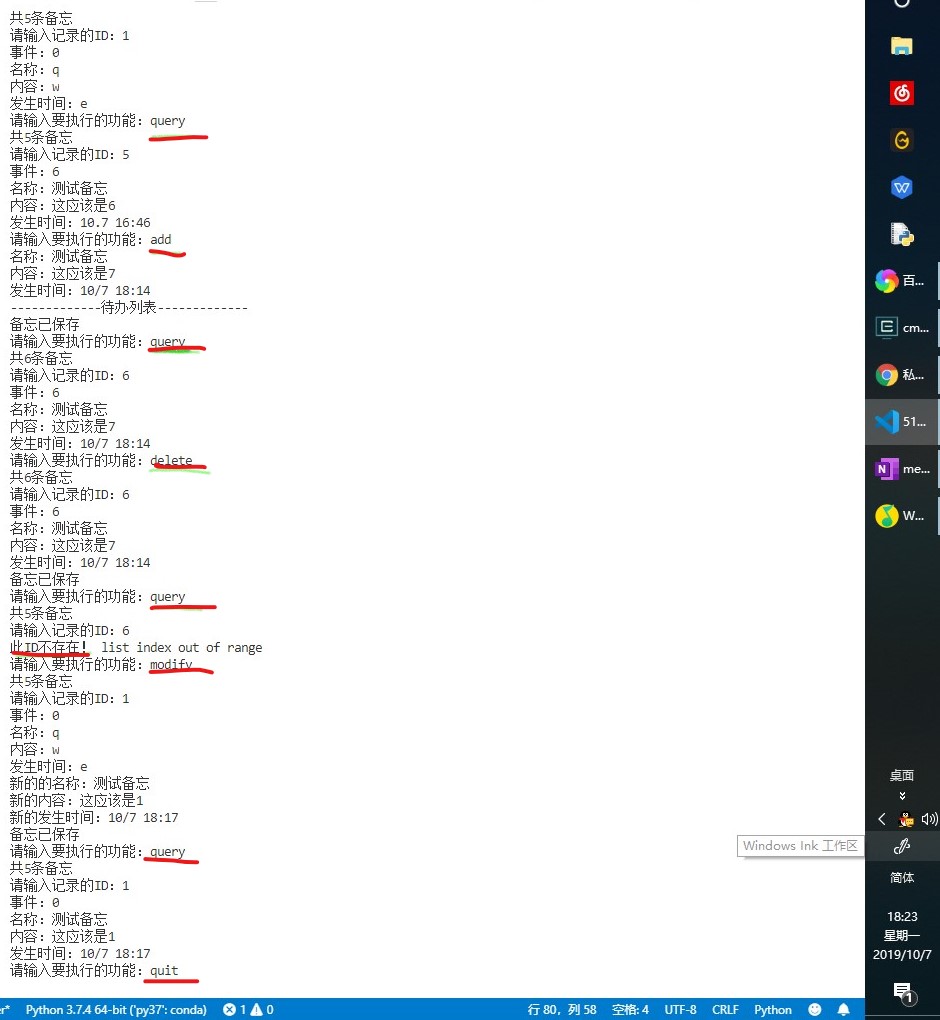 共5条备忘
请输入记录的ID: 1
事件: 0
名称: q
内容: w
发生时间: e
请输入要执行的功能: query
共5条备忘
请输入记录的ID: 5
事件: 6
名称: 测试备忘
内容: 这应该是6
发生时间: 10.7 16:46
请输入要执行的功能: add
名称: 测试备忘
内容: 这应该是7
发生时间: 10/7 18:14
-------------待办列表-------------
备忘已保存
请输入要执行的功能: query
共6条备忘
请输入记录的ID: 6
事件: 6
名称: 测试备忘
内容: 这应该是7
发生时间: 10/7 18:14
请输入要执行的功能: delete
共6条备忘
请输入记录的ID: 6
事件: 6
名称: 测试备忘
内容: 这应该是7
发生时间: 10/7 18:14
备忘已保存
请输入要执行的功能: query
共5条备忘
请输入记录的ID: 6
此ID不存在! list index out of range
请输入要执行的功能: modify
共5条备忘
请输入记录的ID: 1
事件: 0
名称: q
内容: w
发生时间: e
新的的名称: 测试备忘
新的内容: 这应该是1
新的发生时间: 10/7 18:17
备忘已保存
请输入要执行的功能: query
共5条备忘
请输入记录的ID: 1
事件: 0
名称: 测试备忘
内容: 这应该是1
发生时间: 10/7 18:17
请输入要执行的功能: quit
r* Python 3.7.4 64-bit ('py37': conda) 1 0 行 80，列 58 空格: 4 UTF-8 CRLF Python
百...
cm...
私...
51...
me...
W...
桌面
Windows Ink 工作区
简体
18:23
星期一
2019/10/7
1